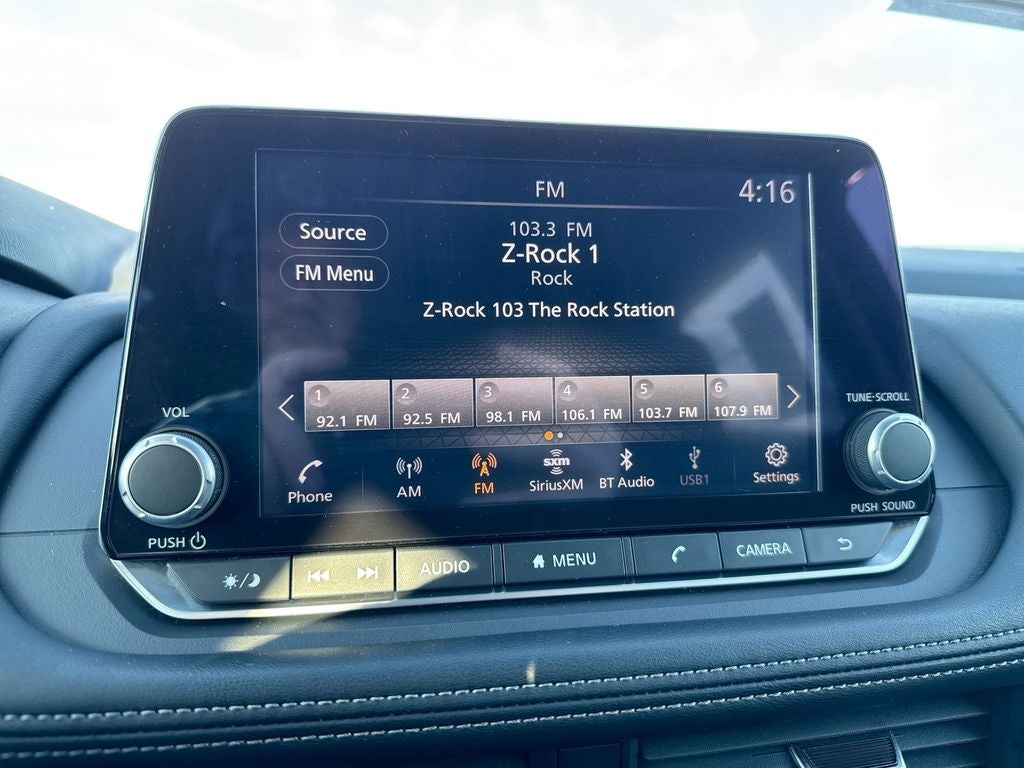 FM
4:16
Source
103.3 FM
Z-Rock 1
FM Menu
Rock
Z-Rock 103 The Rock Station
1 92.1 FM
2 92.5 FM
3 98.1 FM
4 106.1 FM
5 103.7 FM
6 107.9 FM
VOL
TUNE·SCROLL
Phone
AM
FM
sxm
SiriusXM
BT Audio
USB1
Settings
PUSH
PUSH SOUND
AUDIO
MENU
CAMERA